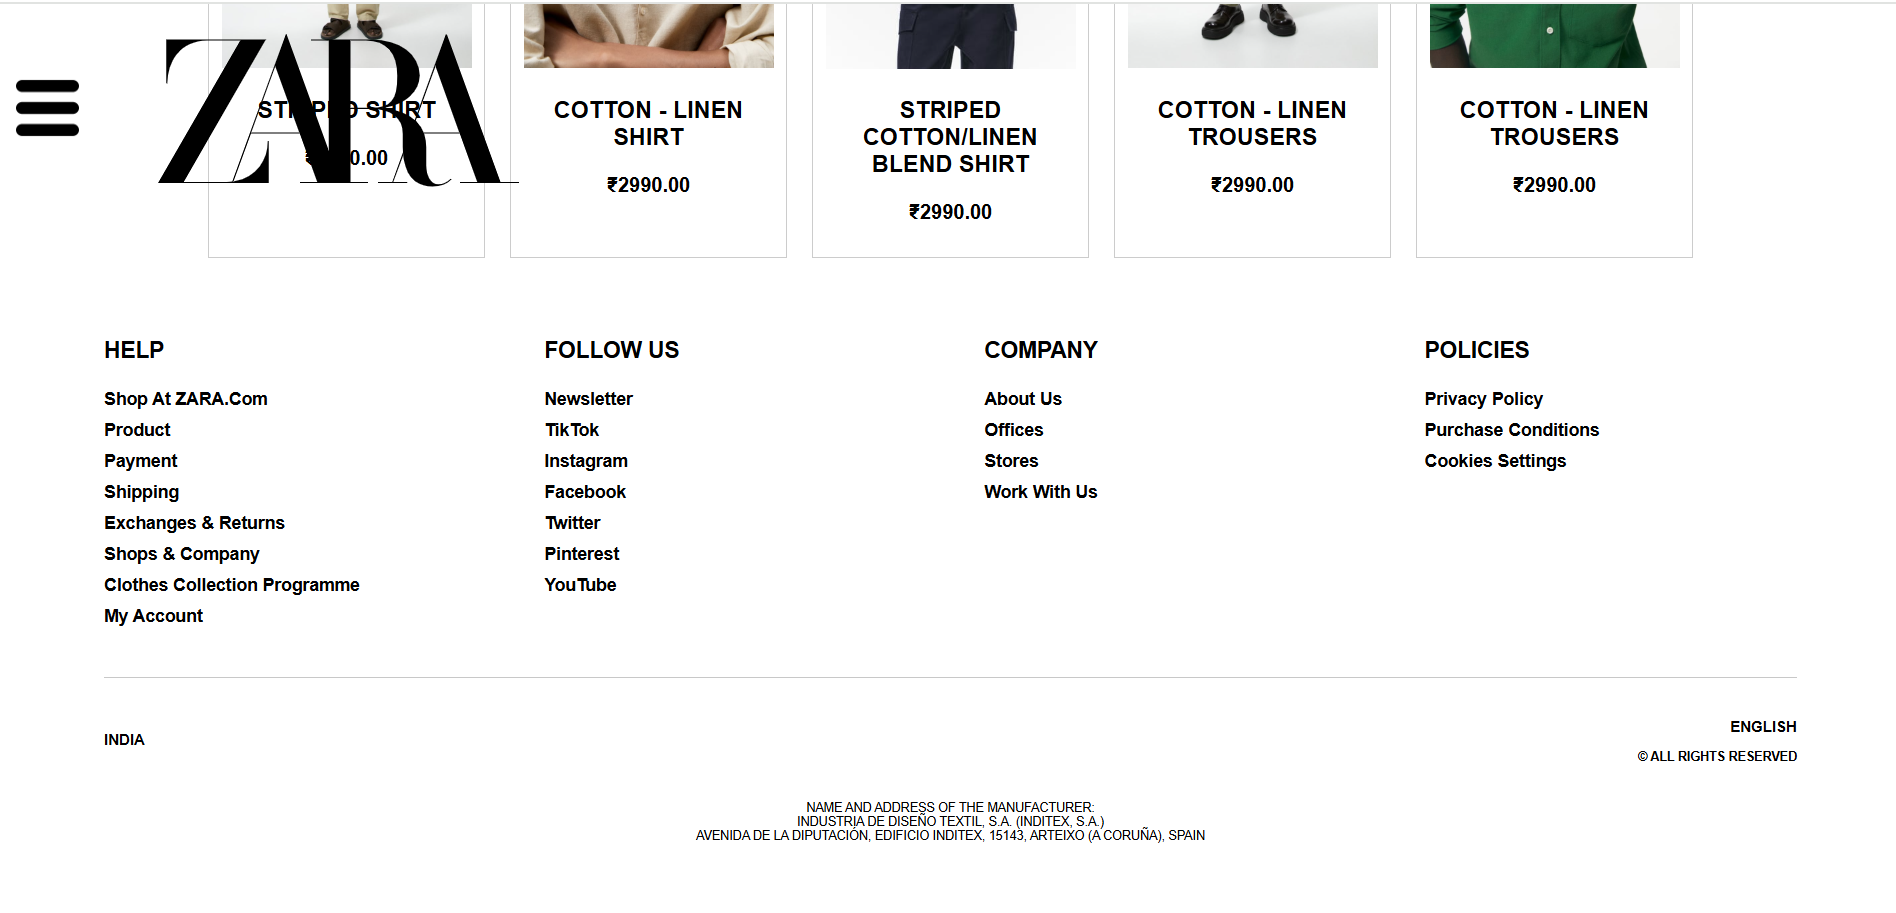 ZARA
STRIPED SHIRT
0.00
COTTON - LINEN
SHIRT
₹2990.00
STRIPED
COTTON/LINEN
BLEND SHIRT
₹2990.00
COTTON - LINEN
TROUSERS
₹2990.00
COTTON - LINEN
TROUSERS
₹2990.00
HELP
Shop At ZARA.Com
Product
Payment
Shipping
Exchanges & Returns
Shops & Company
Clothes Collection Programme
My Account
FOLLOW US
Newsletter
TikTok
Instagram
Facebook
Twitter
Pinterest
YouTube
COMPANY
About Us
Offices
Stores
Work With Us
POLICIES
Privacy Policy
Purchase Conditions
Cookies Settings
INDIA
ENGLISH
© ALL RIGHTS RESERVED
NAME AND ADDRESS OF THE MANUFACTURER:
INDUSTRIA DE DISEÑO TEXTIL, S.A. (INDITEX, S.A.)
AVENIDA DE LA DIPUTACIÓN, EDIFICIO INDITEX, 15143, ARTEIXO (A CORUÑA), SPAIN